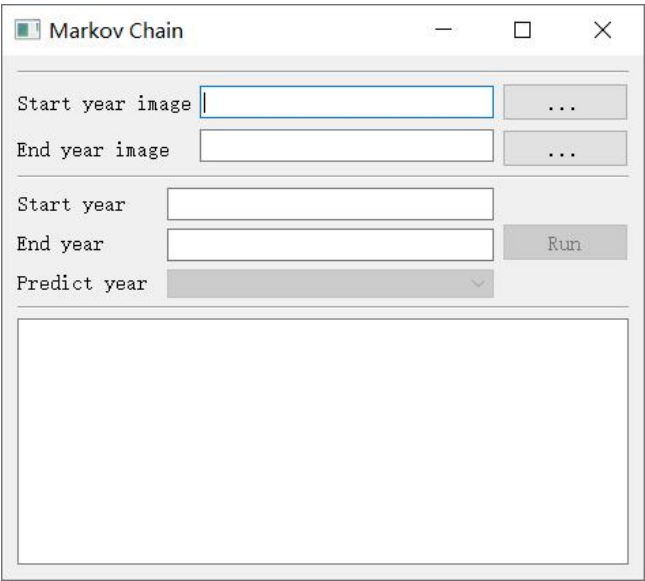 Markov Chain
Start year image ...
End year image ...
Start year
End year Run
Predict year